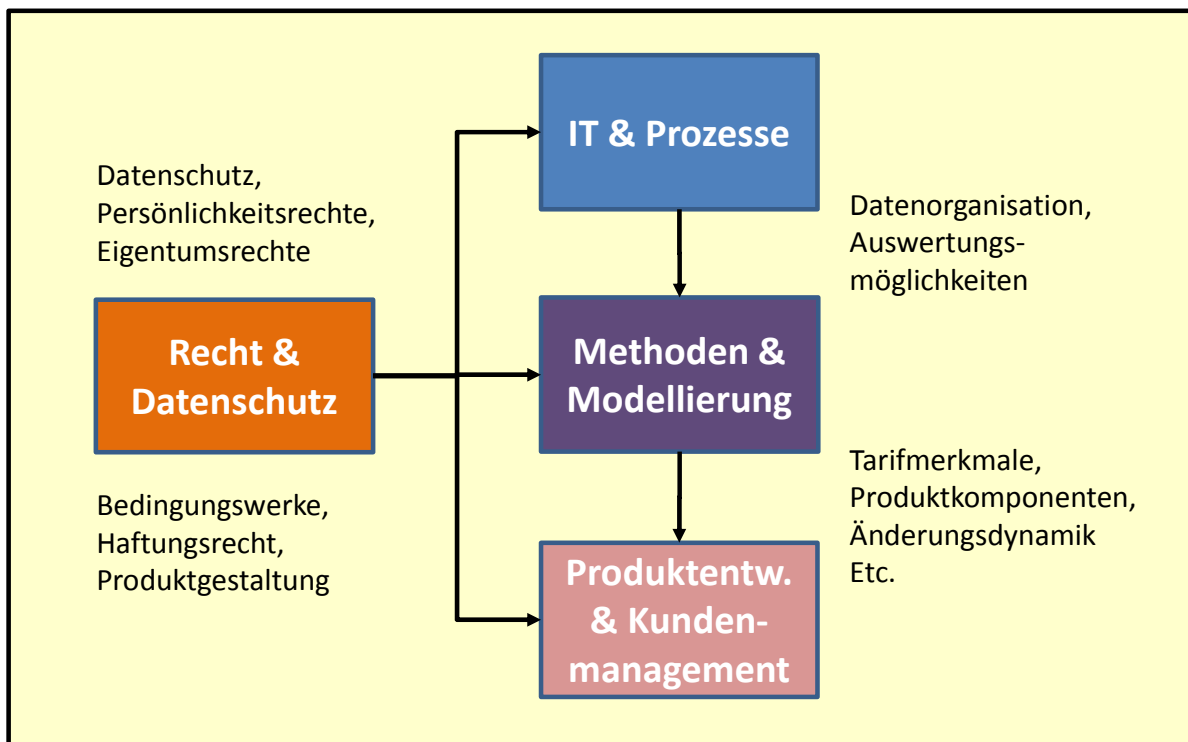 IT & Prozesse
Datenschutz,
Persönlichkeitsrechte,
Eigentumsrechte
Datenorganisation,
Auswertungs-
möglichkeiten
Recht &
Datenschutz
Methoden &
Modellierung
Bedingungswerke,
Haftungsrecht,
Produktgestaltung
Tarifmerkmale,
Produktkomponenten,
Änderungsdynamik
Etc.
Produktentw.
& Kunden-
management